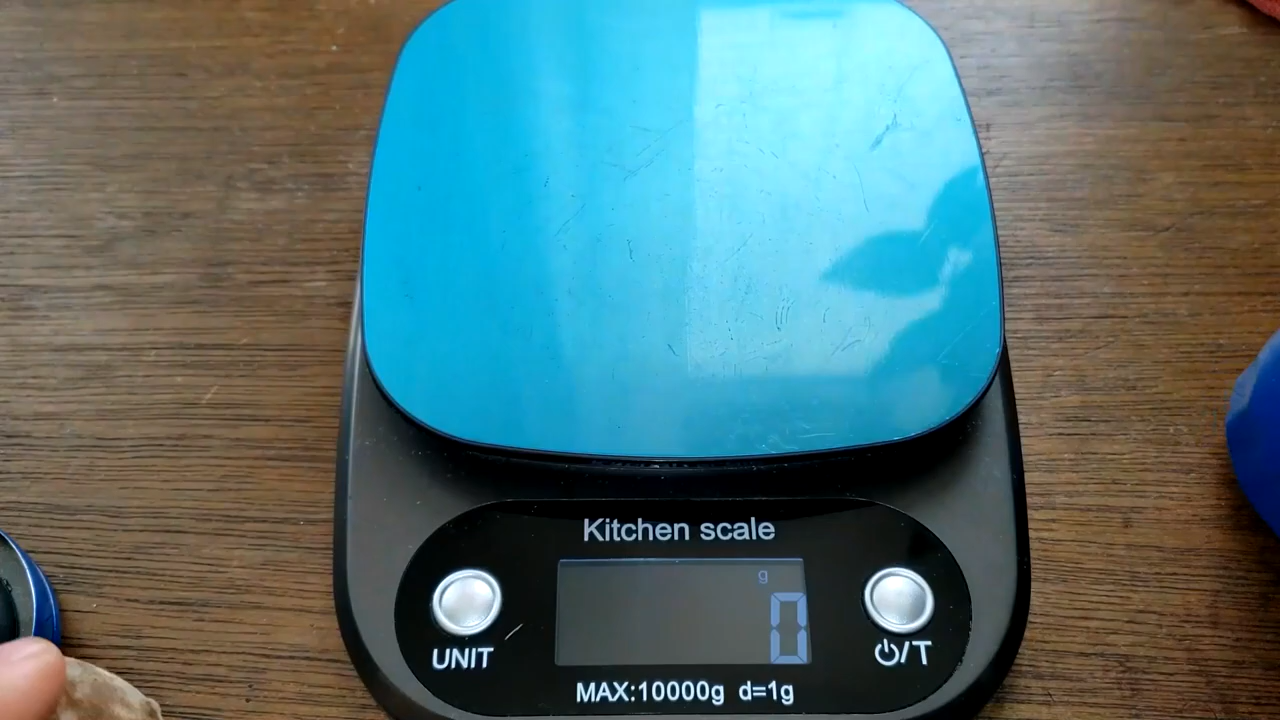 Kitchen scale
g
0
UNIT
⏻/T
MAX:10000g d=1g